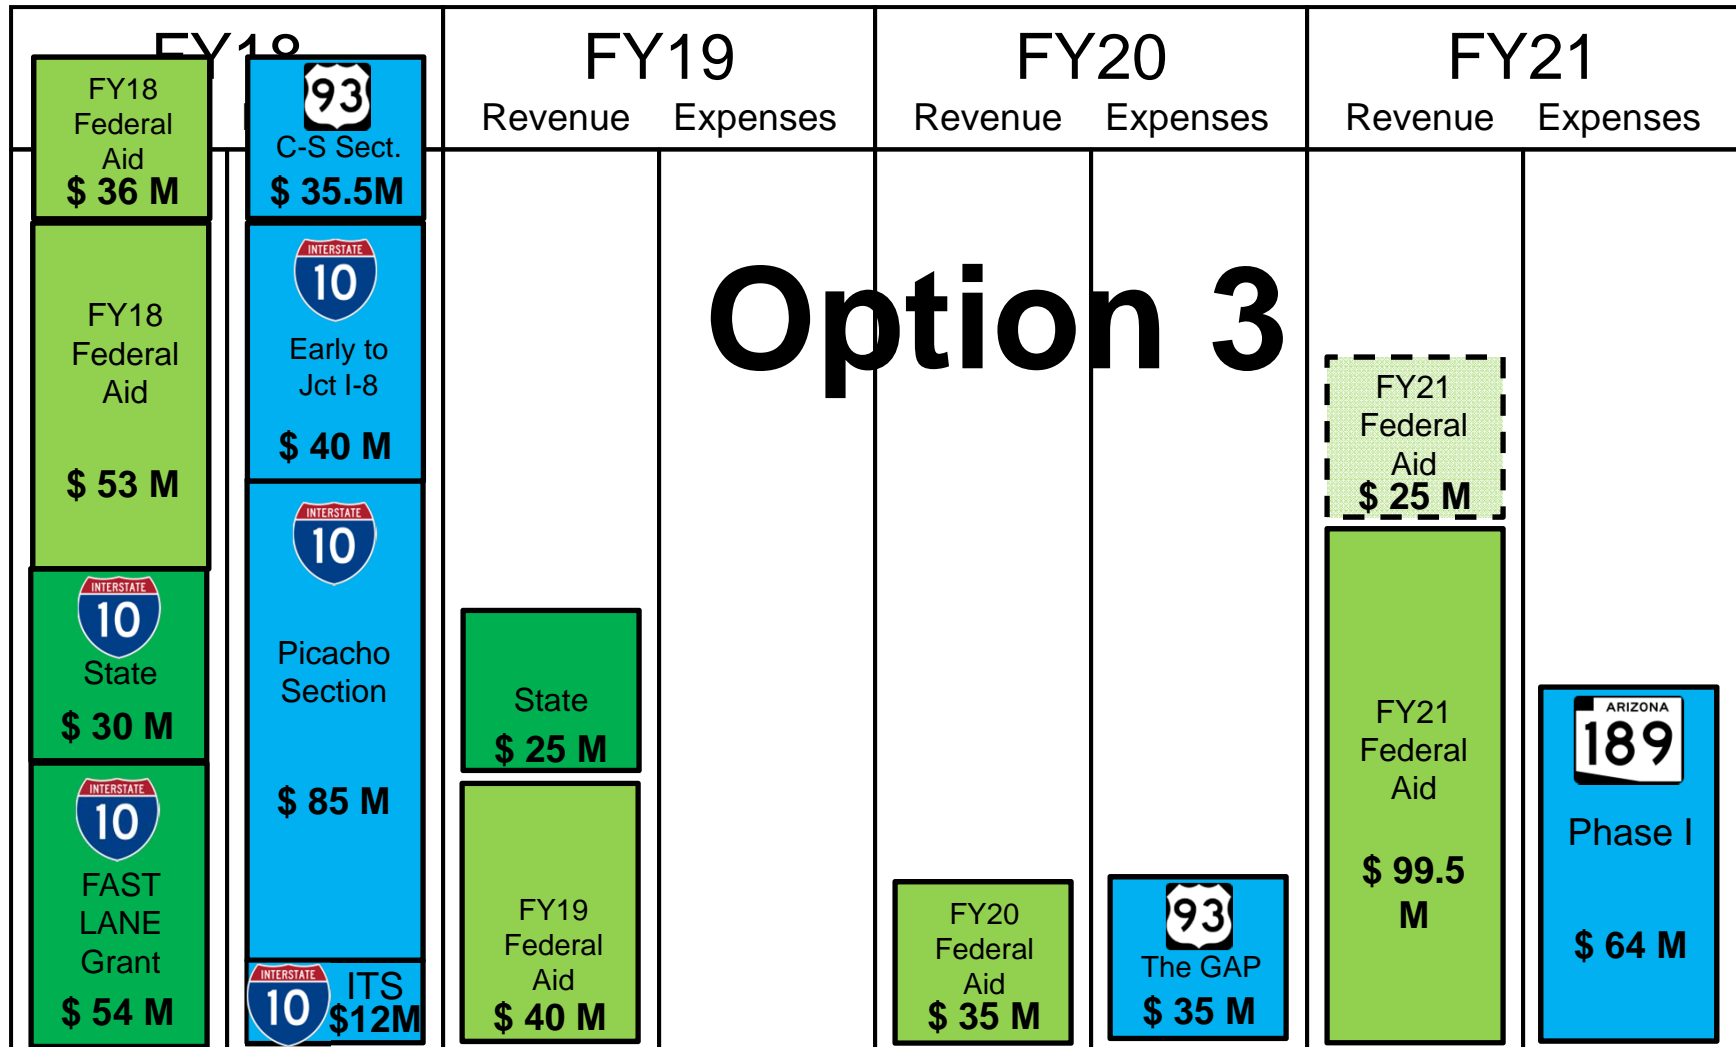 FY18
FY19
FY20
FY21
Revenue Expenses
Revenue Expenses
Revenue Expenses
FY18
Federal
Aid
$ 36 M
FY18
Federal
Aid
$ 53 M
INTERSTATE
10
State
$ 30 M
INTERSTATE
10
FAST
LANE
Grant
$ 54 M
93
C-S Sect.
$ 35.5M
INTERSTATE
10
Early to
Jct I-8
$ 40 M
INTERSTATE
10
Picacho
Section
$ 85 M
INTERSTATE
10
ITS
$12M
Option 3
State
$ 25 M
FY19
Federal
Aid
$ 40 M
FY20
Federal
Aid
$ 35 M
93
The GAP
$ 35 M
FY21
Federal
Aid
$ 25 M
FY21
Federal
Aid
$ 99.5
M
ARIZONA
189
Phase I
$ 64 M